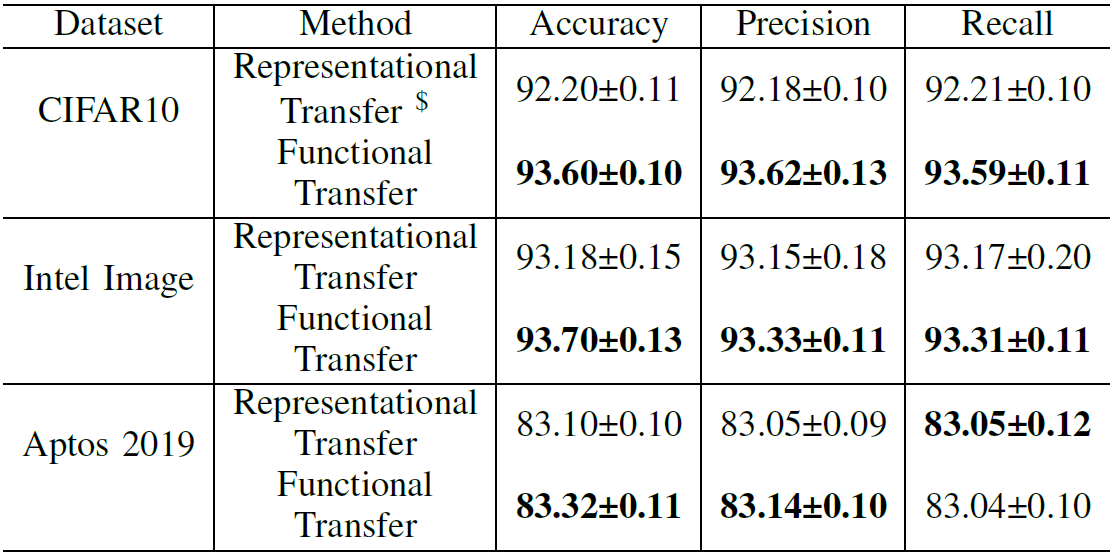 Dataset Method Accuracy Precision Recall
CIFAR10
Representational
Transfer $
92.20±0.11 92.18±0.10 92.21±0.10
Functional
Transfer
93.60±0.10 93.62±0.13 93.59±0.11
Intel Image
Representational
Transfer
93.18±0.15 93.15±0.18 93.17±0.20
Functional
Transfer
93.70±0.13 93.33±0.11 93.31±0.11
Aptos 2019
Representational
Transfer
83.10±0.10 83.05±0.09 83.05±0.12
Functional
Transfer
83.32±0.11 83.14±0.10 83.04±0.10